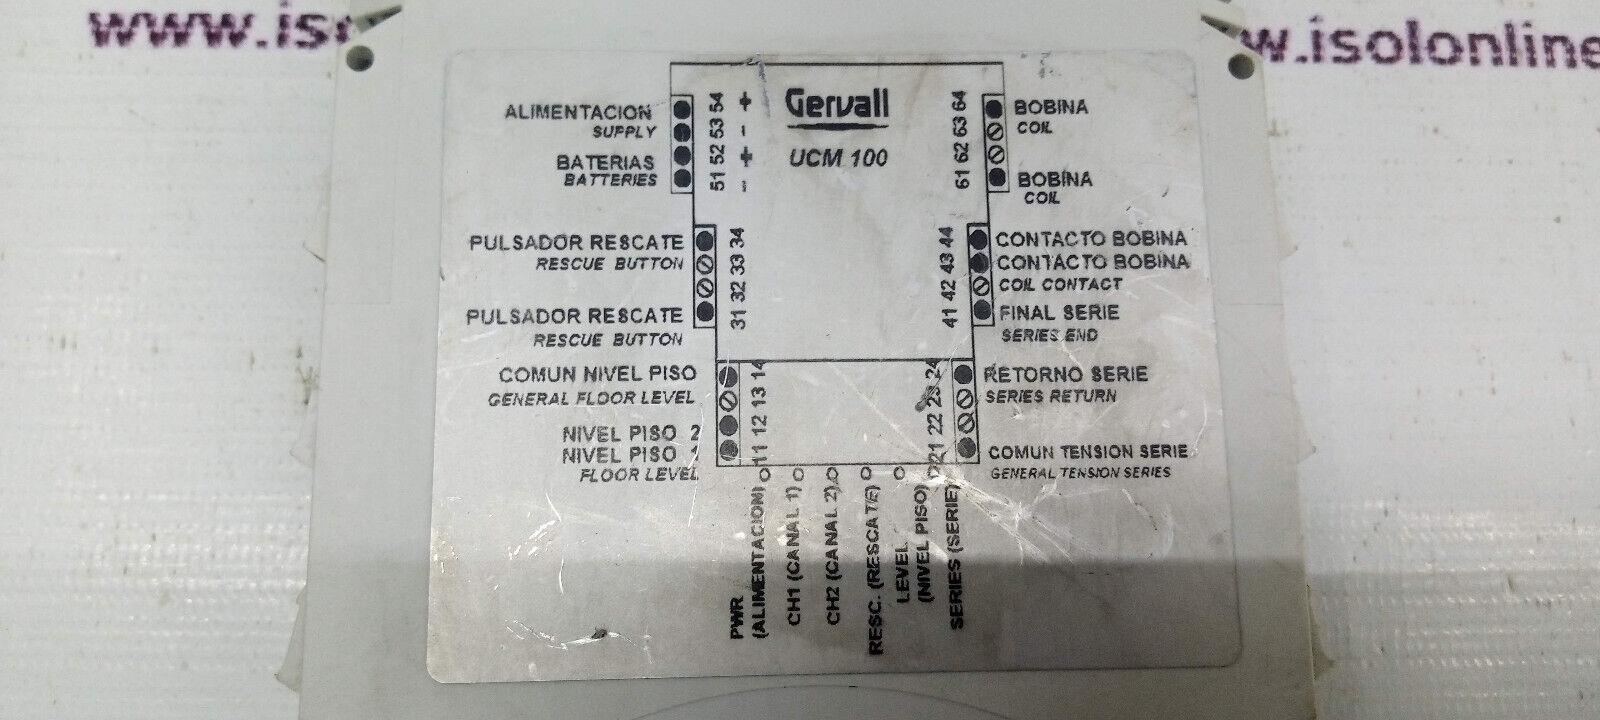 www.is
w.isolonline
Gervall
UCM 100
ALIMENTACION
SUPPLY
BATERIAS
BATTERIES
54 +
53 -
52 +
51 -
PULSADOR RESCATE
RESCUE BUTTON
PULSADOR RESCATE
RESCUE BUTTON
34
33
32
31
COMUN NIVEL PISO
GENERAL FLOOR LEVEL
NIVEL PISO 2
NIVEL PISO 1
FLOOR LEVEL
14
13
12
11
64
63
62
61
BOBINA
COIL
BOBINA
COIL
44
43
42
41
CONTACTO BOBINA
CONTACTO BOBINA
COIL CONTACT
FINAL SERIE
SERIES END
24
23
22
21
RETORNO SERIE
SERIES RETURN
COMUN TENSION SERIE
GENERAL TENSION SERIES
PWR
(ALIMENTACION)
CH1 (CANAL 1)
CH2 (CANAL 2)
RESC. (RESCATE)
LEVEL
(NIVEL PISO)
SERIES (SERIE)